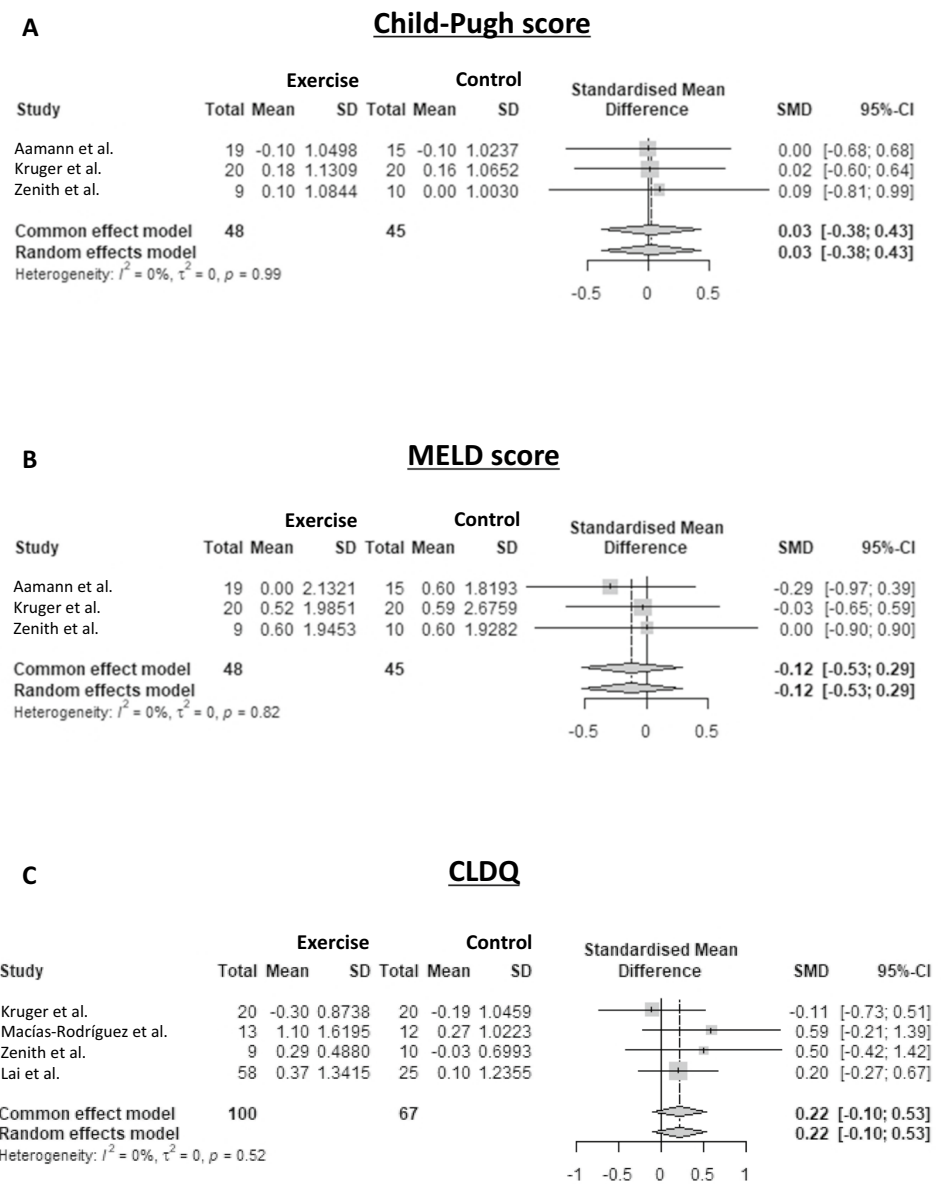 A
Child-Pugh score
Exercise Control
Standardised Mean
Study Total Mean SD Total Mean SD Difference SMD 95%-CI
Aamann et al. 19 -0.10 1.0498 15 -0.10 1.0237 0.00 [-0.68; 0.68]
Kruger et al. 20 0.18 1.1309 20 0.16 1.0652 0.02 [-0.60; 0.64]
Zenith et al. 9 0.10 1.0844 10 0.00 1.0030 0.09 [-0.81; 0.99]
Common effect model 48 45 0.03 [-0.38; 0.43]
Random effects model 0.03 [-0.38; 0.43]
Heterogeneity: I² = 0%, τ² = 0, p = 0.99
-0.5 0 0.5
B
MELD score
Exercise Control
Standardised Mean
Study Total Mean SD Total Mean SD Difference SMD 95%-CI
Aamann et al. 19 0.00 2.1321 15 0.60 1.8193 -0.29 [-0.97; 0.39]
Kruger et al. 20 0.52 1.9851 20 0.59 2.6759 -0.03 [-0.65; 0.59]
Zenith et al. 9 0.60 1.9453 10 0.60 1.9282 0.00 [-0.90; 0.90]
Common effect model 48 45 -0.12 [-0.53; 0.29]
Random effects model -0.12 [-0.53; 0.29]
Heterogeneity: I² = 0%, τ² = 0, p = 0.82
-0.5 0 0.5
C
CLDQ
Exercise Control
Standardised Mean
Study Total Mean SD Total Mean SD Difference SMD 95%-CI
Kruger et al. 20 -0.30 0.8738 20 -0.19 1.0459 -0.11 [-0.73; 0.51]
Macías-Rodríguez et al. 13 1.10 1.6195 12 0.27 1.0223 0.59 [-0.21; 1.39]
Zenith et al. 9 0.29 0.4880 10 -0.03 0.6993 0.50 [-0.42; 1.42]
Lai et al. 58 0.37 1.3415 25 0.10 1.2355 0.20 [-0.27; 0.67]
Common effect model 100 67 0.22 [-0.10; 0.53]
Random effects model 0.22 [-0.10; 0.53]
Heterogeneity: I² = 0%, τ² = 0, p = 0.52
-1 -0.5 0 0.5 1